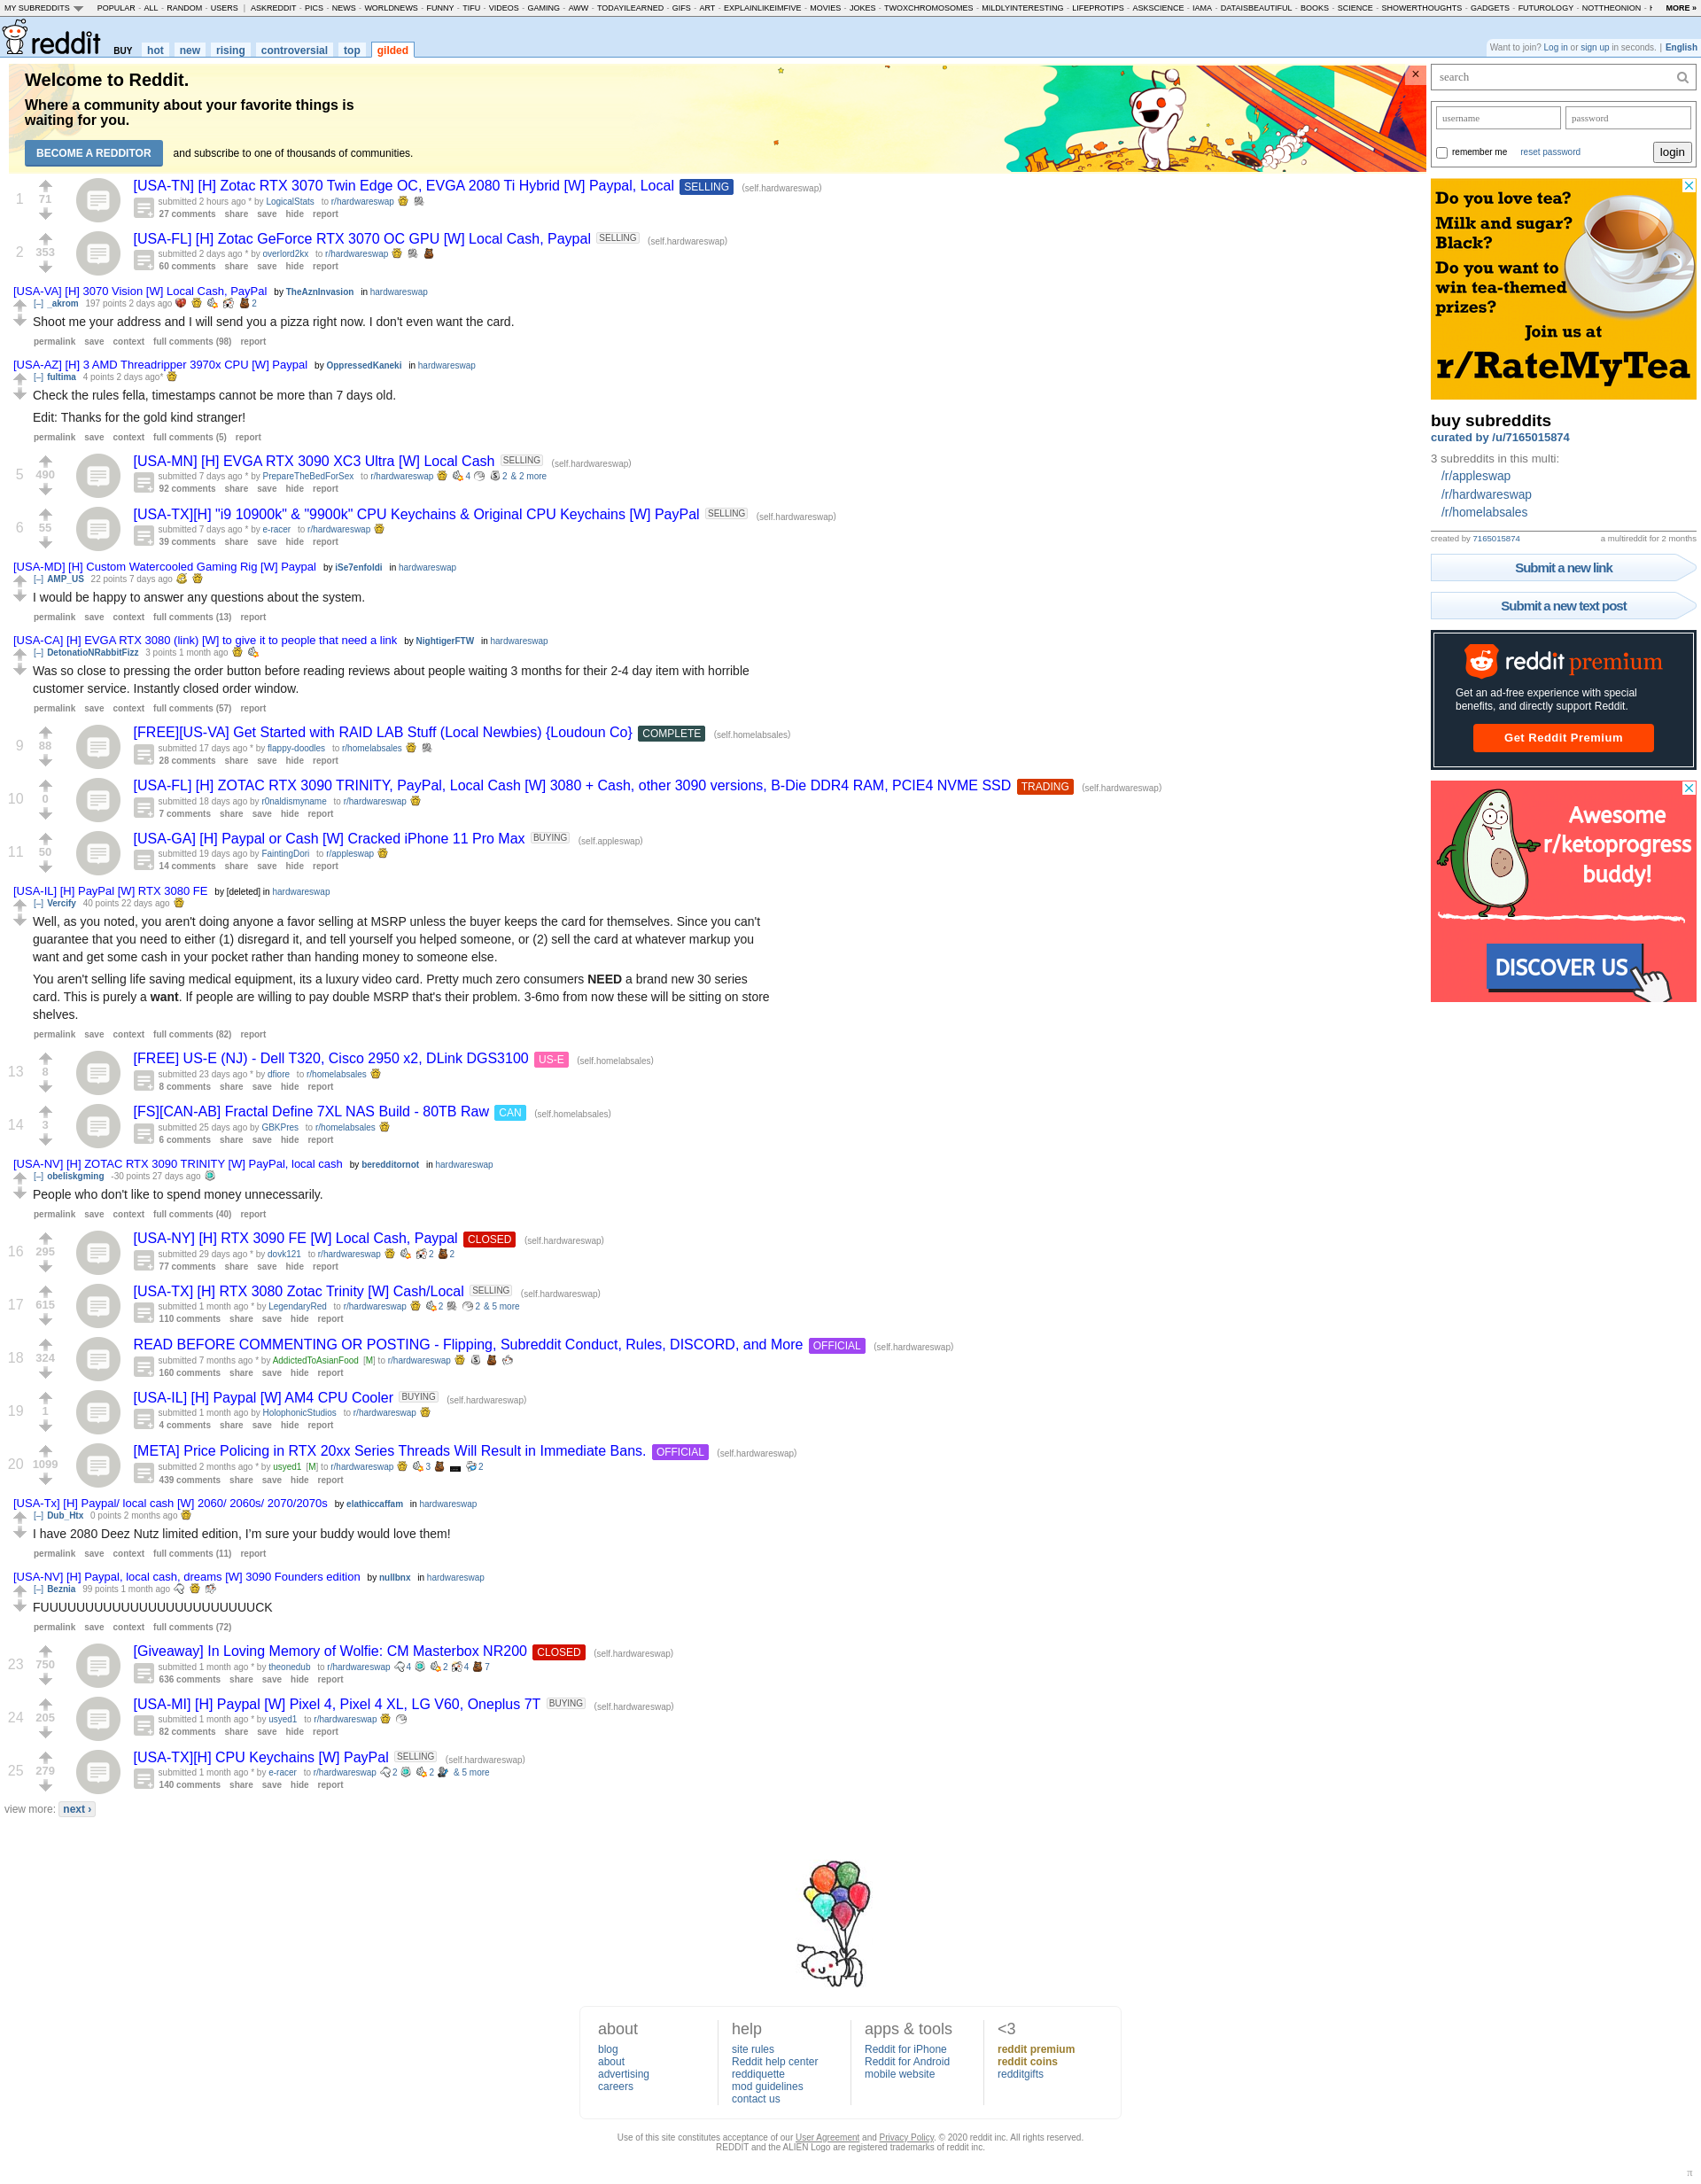 MY SUBREDDITS POPULAR - ALL - RANDOM - USERS | ASKREDDIT - PICS - NEWS - WORLDNEWS - FUNNY - TIFU - VIDEOS - GAMING - AWW - TODAYILEARNED - GIFS - ART - EXPLAINLIKEIMFIVE - MOVIES - JOKES - TWOXCHROMOSOMES - MILDLYINTERESTING - LIFEPROTIPS - ASKSCIENCE - IAMA - DATAISBEAUTIFUL - BOOKS - SCIENCE - SHOWERTHOUGHTS - GADGETS - FUTUROLOGY - NOTTHEONION - MORE »
reddit BUY hot new rising controversial top gilded
Want to join? Log in or sign up in seconds. | English
Welcome to Reddit.
Where a community about your favorite things is
waiting for you.
BECOME A REDDITOR and subscribe to one of thousands of communities.
×
1 71 [USA-TN] [H] Zotac RTX 3070 Twin Edge OC, EVGA 2080 Ti Hybrid [W] Paypal, Local SELLING (self.hardwareswap)
submitted 2 hours ago * by LogicalStats to r/hardwareswap
27 comments share save hide report
2 353 [USA-FL] [H] Zotac GeForce RTX 3070 OC GPU [W] Local Cash, Paypal SELLING (self.hardwareswap)
submitted 2 days ago * by overlord2kx to r/hardwareswap
60 comments share save hide report
[USA-VA] [H] 3070 Vision [W] Local Cash, PayPal by TheAznInvasion in hardwareswap
[–] _akrom 197 points 2 days ago 2
Shoot me your address and I will send you a pizza right now. I don't even want the card.
permalink save context full comments (98) report
[USA-AZ] [H] 3 AMD Threadripper 3970x CPU [W] Paypal by OppressedKaneki in hardwareswap
[–] fultima 4 points 2 days ago*
Check the rules fella, timestamps cannot be more than 7 days old.
Edit: Thanks for the gold kind stranger!
permalink save context full comments (5) report
5 490 [USA-MN] [H] EVGA RTX 3090 XC3 Ultra [W] Local Cash SELLING (self.hardwareswap)
submitted 7 days ago * by PrepareTheBedForSex to r/hardwareswap 4 2 & 2 more
92 comments share save hide report
6 55 [USA-TX][H] "i9 10900k" & "9900k" CPU Keychains & Original CPU Keychains [W] PayPal SELLING (self.hardwareswap)
submitted 7 days ago * by e-racer to r/hardwareswap
39 comments share save hide report
[USA-MD] [H] Custom Watercooled Gaming Rig [W] Paypal by iSe7enfoldi in hardwareswap
[–] AMP_US 22 points 7 days ago
I would be happy to answer any questions about the system.
permalink save context full comments (13) report
[USA-CA] [H] EVGA RTX 3080 (link) [W] to give it to people that need a link by NightigerFTW in hardwareswap
[–] DetonatioNRabbitFizz 3 points 1 month ago
Was so close to pressing the order button before reading reviews about people waiting 3 months for their 2-4 day item with horrible
customer service. Instantly closed order window.
permalink save context full comments (57) report
9 88 [FREE][US-VA] Get Started with RAID LAB Stuff (Local Newbies) {Loudoun Co} COMPLETE (self.homelabsales)
submitted 17 days ago * by flappy-doodles to r/homelabsales
28 comments share save hide report
10 0 [USA-FL] [H] ZOTAC RTX 3090 TRINITY, PayPal, Local Cash [W] 3080 + Cash, other 3090 versions, B-Die DDR4 RAM, PCIE4 NVME SSD TRADING (self.hardwareswap)
submitted 18 days ago by r0naldismyname to r/hardwareswap
7 comments share save hide report
11 50 [USA-GA] [H] Paypal or Cash [W] Cracked iPhone 11 Pro Max BUYING (self.appleswap)
submitted 19 days ago by FaintingDori to r/appleswap
14 comments share save hide report
[USA-IL] [H] PayPal [W] RTX 3080 FE by [deleted] in hardwareswap
[–] Vercify 40 points 22 days ago
Well, as you noted, you aren't doing anyone a favor selling at MSRP unless the buyer keeps the card for themselves. Since you can't
guarantee that you need to either (1) disregard it, and tell yourself you helped someone, or (2) sell the card at whatever markup you
want and get some cash in your pocket rather than handing money to someone else.
You aren't selling life saving medical equipment, its a luxury video card. Pretty much zero consumers NEED a brand new 30 series
card. This is purely a want. If people are willing to pay double MSRP that's their problem. 3-6mo from now these will be sitting on store
shelves.
permalink save context full comments (82) report
13 8 [FREE] US-E (NJ) - Dell T320, Cisco 2950 x2, DLink DGS3100 US-E (self.homelabsales)
submitted 23 days ago * by dfiore to r/homelabsales
8 comments share save hide report
14 3 [FS][CAN-AB] Fractal Define 7XL NAS Build - 80TB Raw CAN (self.homelabsales)
submitted 25 days ago by GBKPres to r/homelabsales
6 comments share save hide report
[USA-NV] [H] ZOTAC RTX 3090 TRINITY [W] PayPal, local cash by beredditornot in hardwareswap
[–] obeliskgming -30 points 27 days ago
People who don't like to spend money unnecessarily.
permalink save context full comments (40) report
16 295 [USA-NY] [H] RTX 3090 FE [W] Local Cash, Paypal CLOSED (self.hardwareswap)
submitted 29 days ago * by dovk121 to r/hardwareswap 2 2
77 comments share save hide report
17 615 [USA-TX] [H] RTX 3080 Zotac Trinity [W] Cash/Local SELLING (self.hardwareswap)
submitted 1 month ago * by LegendaryRed to r/hardwareswap 2 2 & 5 more
110 comments share save hide report
18 324 READ BEFORE COMMENTING OR POSTING - Flipping, Subreddit Conduct, Rules, DISCORD, and More OFFICIAL (self.hardwareswap)
submitted 7 months ago * by AddictedToAsianFood [M] to r/hardwareswap
160 comments share save hide report
19 1 [USA-IL] [H] Paypal [W] AM4 CPU Cooler BUYING (self.hardwareswap)
submitted 1 month ago by HolophonicStudios to r/hardwareswap
4 comments share save hide report
20 1099 [META] Price Policing in RTX 20xx Series Threads Will Result in Immediate Bans. OFFICIAL (self.hardwareswap)
submitted 2 months ago * by usyed1 [M] to r/hardwareswap 3 2
439 comments share save hide report
[USA-Tx] [H] Paypal/ local cash [W] 2060/ 2060s/ 2070/2070s by elathiccaffam in hardwareswap
[–] Dub_Htx 0 points 2 months ago
I have 2080 Deez Nutz limited edition, I'm sure your buddy would love them!
permalink save context full comments (11) report
[USA-NV] [H] Paypal, local cash, dreams [W] 3090 Founders edition by nullbnx in hardwareswap
[–] Beznia 99 points 1 month ago
FUUUUUUUUUUUUUUUUUUUUUUUUCK
permalink save context full comments (72)
23 750 [Giveaway] In Loving Memory of Wolfie: CM Masterbox NR200 CLOSED (self.hardwareswap)
submitted 1 month ago * by theonedub to r/hardwareswap 4 2 4 7
636 comments share save hide report
24 205 [USA-MI] [H] Paypal [W] Pixel 4, Pixel 4 XL, LG V60, Oneplus 7T BUYING (self.hardwareswap)
submitted 1 month ago * by usyed1 to r/hardwareswap
82 comments share save hide report
25 279 [USA-TX][H] CPU Keychains [W] PayPal SELLING (self.hardwareswap)
submitted 1 month ago * by e-racer to r/hardwareswap 2 2 & 5 more
140 comments share save hide report
view more: next ›
search
username password
remember me reset password login
Do you love tea?
Milk and sugar?
Black?
Do you want to
win tea-themed
prizes?
Join us at
r/RateMyTea
buy subreddits
curated by /u/7165015874
3 subreddits in this multi:
/r/appleswap
/r/hardwareswap
/r/homelabsales
created by 7165015874 a multireddit for 2 months
Submit a new link
Submit a new text post
reddit premium
Get an ad-free experience with special
benefits, and directly support Reddit.
Get Reddit Premium
Awesome
r/ketoprogress
buddy!
DISCOVER US
about
blog
about
advertising
careers
help
site rules
Reddit help center
reddiquette
mod guidelines
contact us
apps & tools
Reddit for iPhone
Reddit for Android
mobile website
<3
reddit premium
reddit coins
redditgifts
Use of this site constitutes acceptance of our User Agreement and Privacy Policy. © 2020 reddit inc. All rights reserved.
REDDIT and the ALIEN Logo are registered trademarks of reddit inc.
π